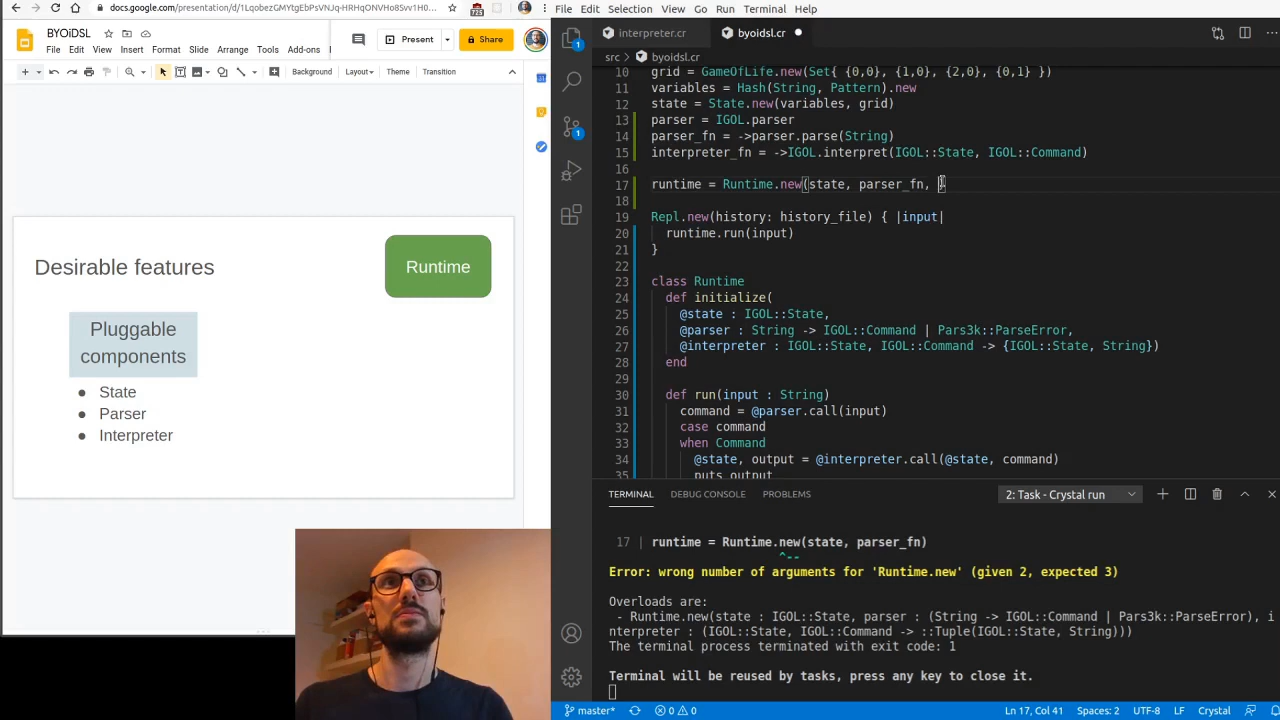 docs.google.com/presentation/d/1LqobezGMYtgEbPsVNJq-HRHqONVHo8Svv1H0...
BYOiDSL
File Edit View Insert Format Slide Arrange Tools Add-ons
Present
Share
Background Layout Theme Transition
Desirable features
Runtime
Pluggable
components
● State
● Parser
● Interpreter
File Edit Selection View Go Run Terminal Help
interpreter.cr
byoidsl.cr
src > byoidsl.cr
10 grid = GameOfLife.new(Set{ {0,0}, {1,0}, {2,0}, {0,1} })
11 variables = Hash(String, Pattern).new
12 state = State.new(variables, grid)
13 parser = IGOL.parser
14 parser_fn = ->parser.parse(String)
15 interpreter_fn = ->IGOL.interpret(IGOL::State, IGOL::Command)
16
17 runtime = Runtime.new(state, parser_fn, )
18
19 Repl.new(history: history_file) { |input|
20 runtime.run(input)
21 }
22
23 class Runtime
24 def initialize(
25 @state : IGOL::State,
26 @parser : String -> IGOL::Command | Pars3k::ParseError,
27 @interpreter : IGOL::State, IGOL::Command -> {IGOL::State, String})
28 end
29
30 def run(input : String)
31 command = @parser.call(input)
32 case command
33 when Command
34 @state, output = @interpreter.call(@state, command)
35 puts output
TERMINAL DEBUG CONSOLE PROBLEMS
2: Task - Crystal run
17 | runtime = Runtime.new(state, parser_fn)
^--
Error: wrong number of arguments for 'Runtime.new' (given 2, expected 3)
Overloads are:
- Runtime.new(state : IGOL::State, parser : (String -> IGOL::Command | Pars3k::ParseError), i
nterpreter : (IGOL::State, IGOL::Command -> ::Tuple(IGOL::State, String)))
The terminal process terminated with exit code: 1
Terminal will be reused by tasks, press any key to close it.
master* 0 0 Ln 17, Col 41 Spaces: 2 UTF-8 LF Crystal